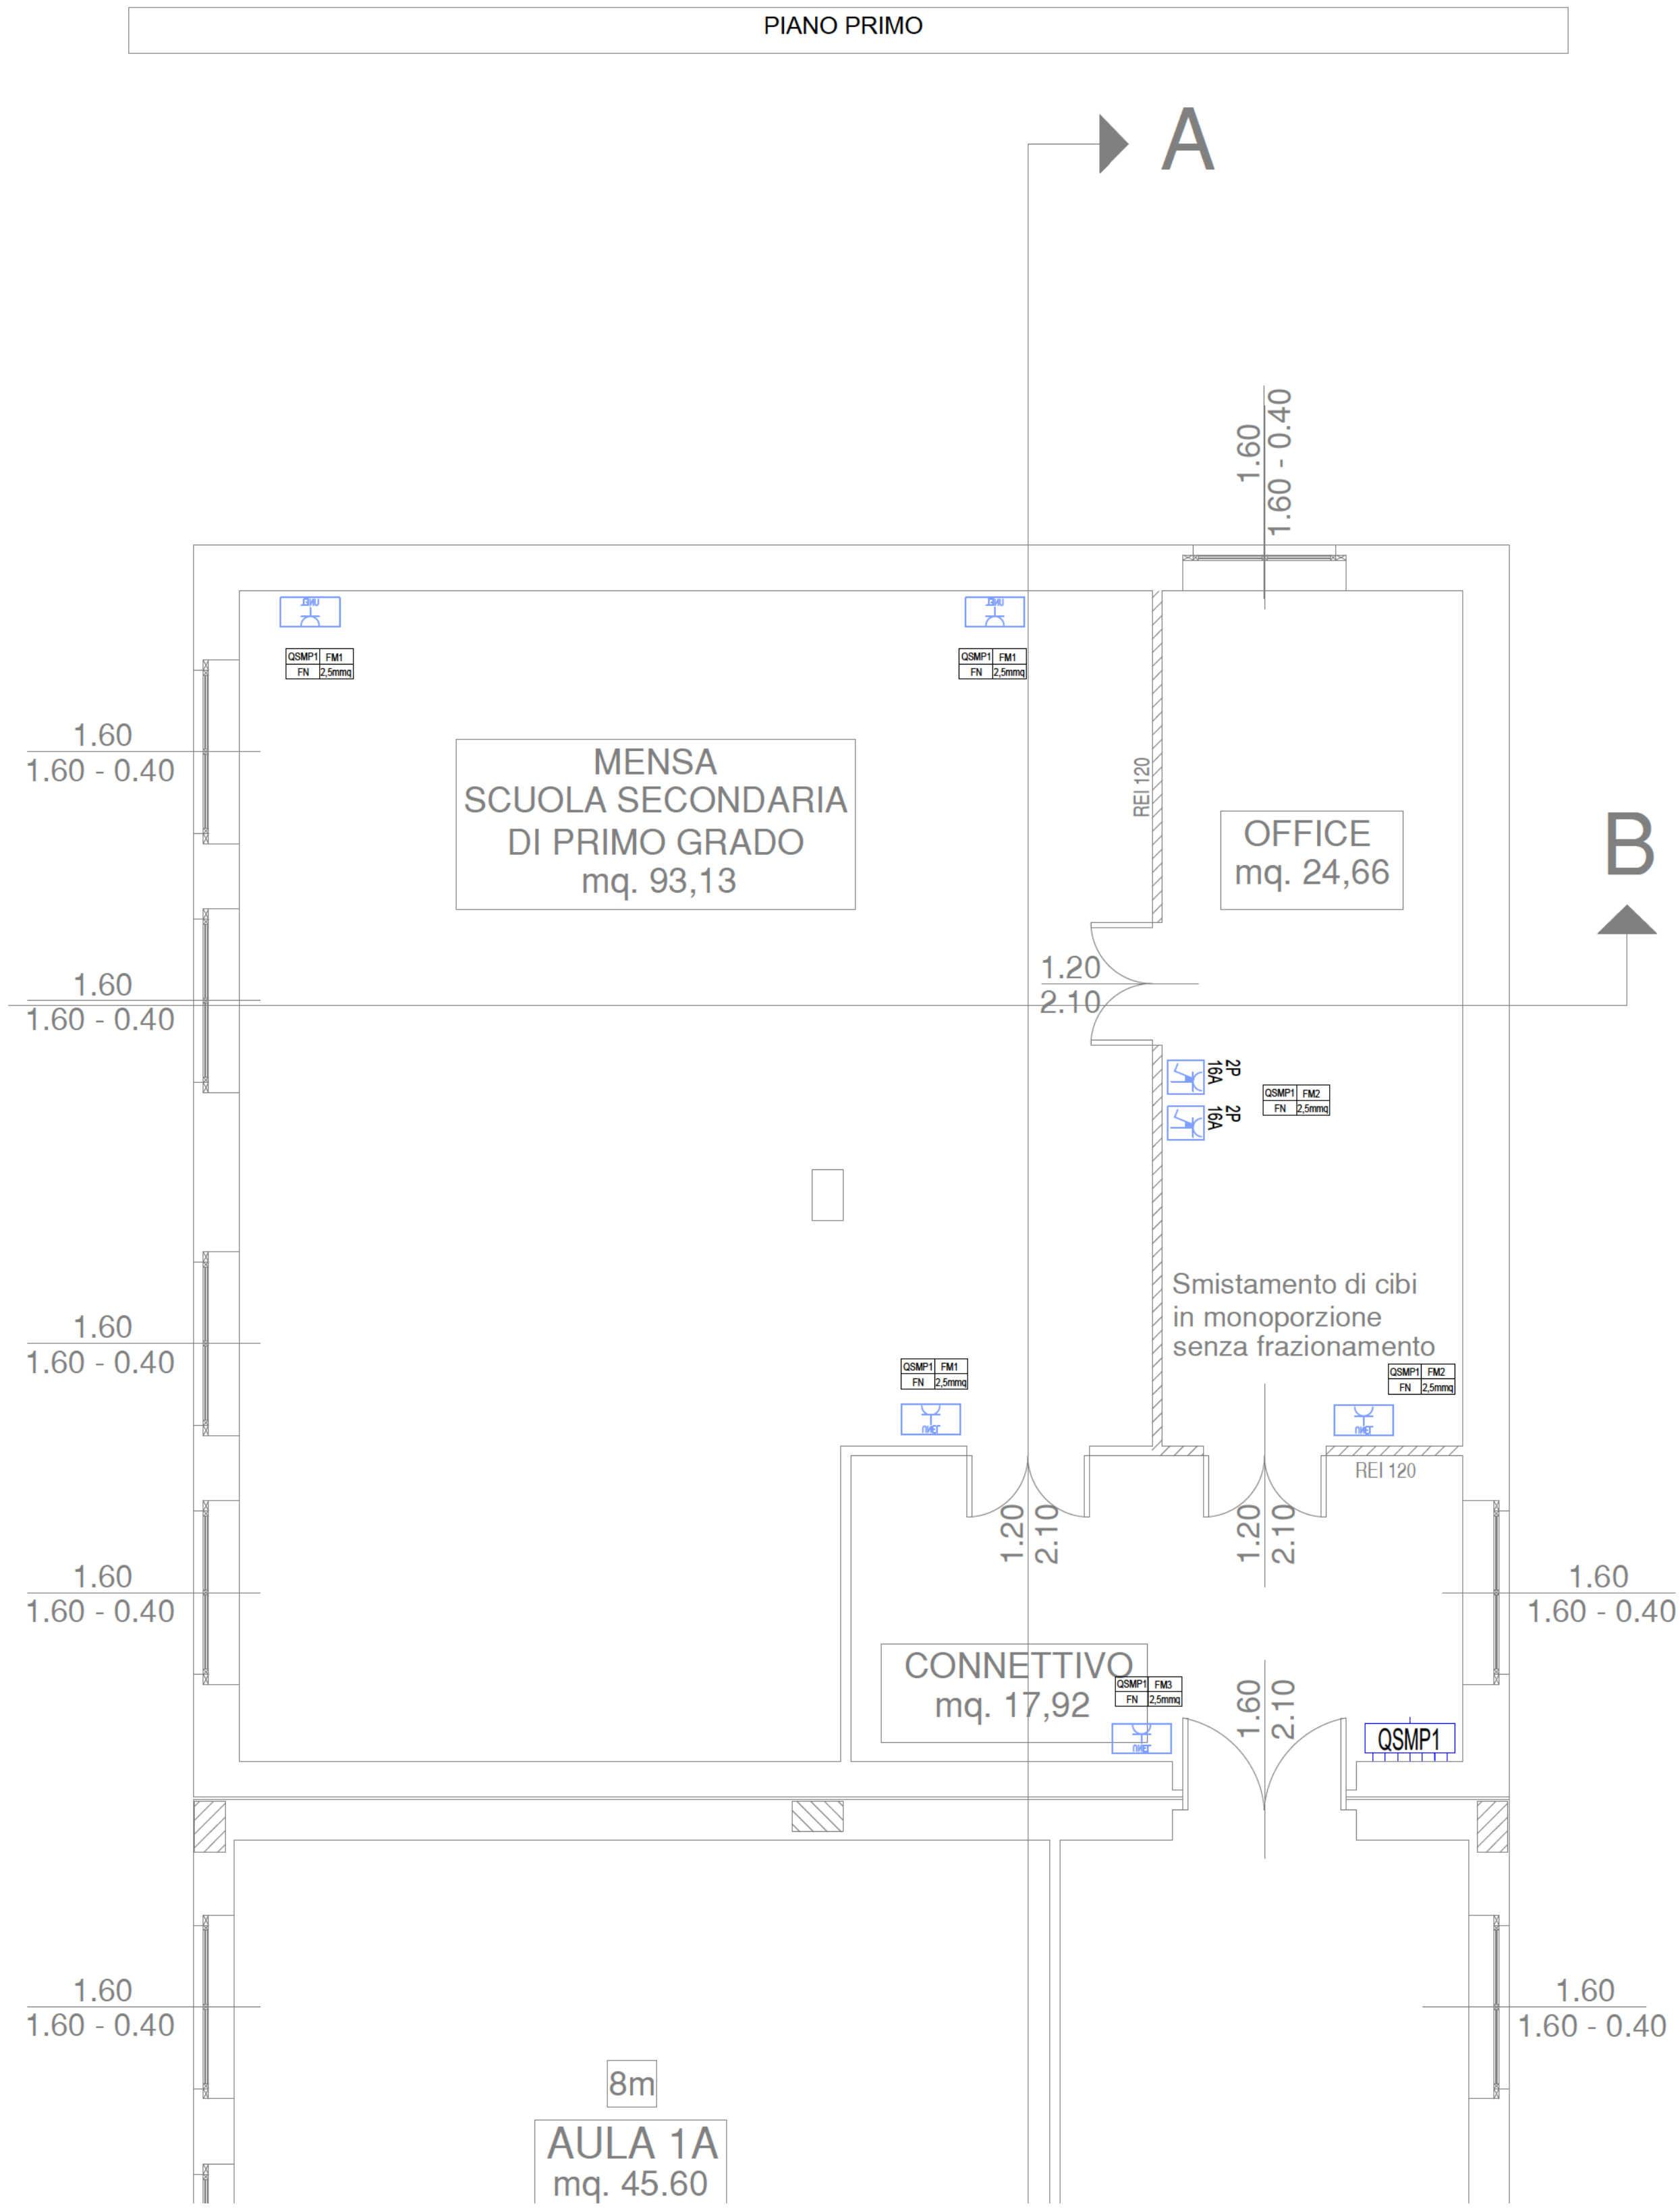 PIANO PRIMO
A
1.60
1.60 - 0.40
QSMP1 FM1
FN 2,5mmq
QSMP1 FM1
FN 2,5mmq
1.60
1.60 - 0.40
MENSA
SCUOLA SECONDARIA
DI PRIMO GRADO
mq. 93,13
REI 120
OFFICE
mq. 24,66
B
1.60
1.60 - 0.40
1.20
2.10
2P
16A
QSMP1 FM2
FN 2,5mmq
2P
16A
Smistamento di cibi
in monoporzione
senza frazionamento
1.60
1.60 - 0.40
QSMP1 FM1
FN 2,5mmq
QSMP1 FM2
FN 2,5mmq
REI 120
1.20
2.10
1.20
2.10
1.60
1.60 - 0.40
1.60
1.60 - 0.40
CONNETTIVO
mq. 17,92
QSMP1 FM3
FN 2,5mmq
1.60
2.10
QSMP1
1.60
1.60 - 0.40
1.60
1.60 - 0.40
8m
AULA 1A
mq. 45.60